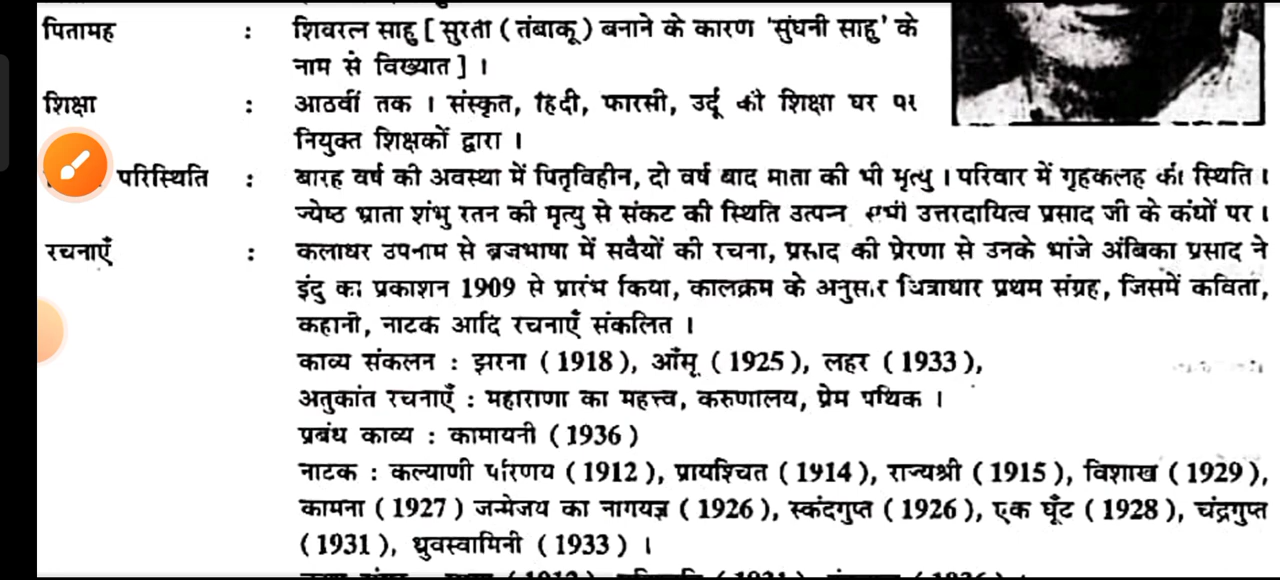 पितामह : शिवरत्न साहु [ सुरती ( तंबाकू ) बनाने के कारण 'सुंघनी साहु' के
नाम से विख्यात ] ।
शिक्षा : आठवीं तक । संस्कृत, हिंदी, फारसी, उर्दू की शिक्षा घर पर
नियुक्त शिक्षकों द्वारा ।
परिस्थिति : बारह वर्ष की अवस्था में पितृविहीन, दो वर्ष बाद माता की भी मृत्यु । परिवार में गृहकलह की स्थिति ।
ज्येष्ठ भ्राता शंभु रतन की मृत्यु से संकट की स्थिति उत्पन्न सभी उत्तरदायित्व प्रसाद जी के कंधों पर ।
रचनाएँ : कलाधर उपनाम से ब्रजभाषा में सवैयों की रचना, प्रसाद की प्रेरणा से उनके भांजे अंबिका प्रसाद ने
इंदु का प्रकाशन 1909 से प्रारंभ किया, कालक्रम के अनुसार चित्राधार प्रथम संग्रह, जिसमें कविता,
कहानी, नाटक आदि रचनाएँ संकलित ।
काव्य संकलन : झरना ( 1918 ), आँसू ( 1925 ), लहर ( 1933 ),
अतुकांत रचनाएँ : महाराणा का महत्त्व, करुणालय, प्रेम पथिक ।
प्रबंध काव्य : कामायनी ( 1936 )
नाटक : कल्याणी परिणय ( 1912 ), प्रायश्चित ( 1914 ), राज्यश्री ( 1915 ), विशाख ( 1929 ),
कामना ( 1927 ) जन्मेजय का नागयज्ञ ( 1926 ), स्कंदगुप्त ( 1926 ), एक घूँट ( 1928 ), चंद्रगुप्त
( 1931 ), ध्रुवस्वामिनी ( 1933 ) ।